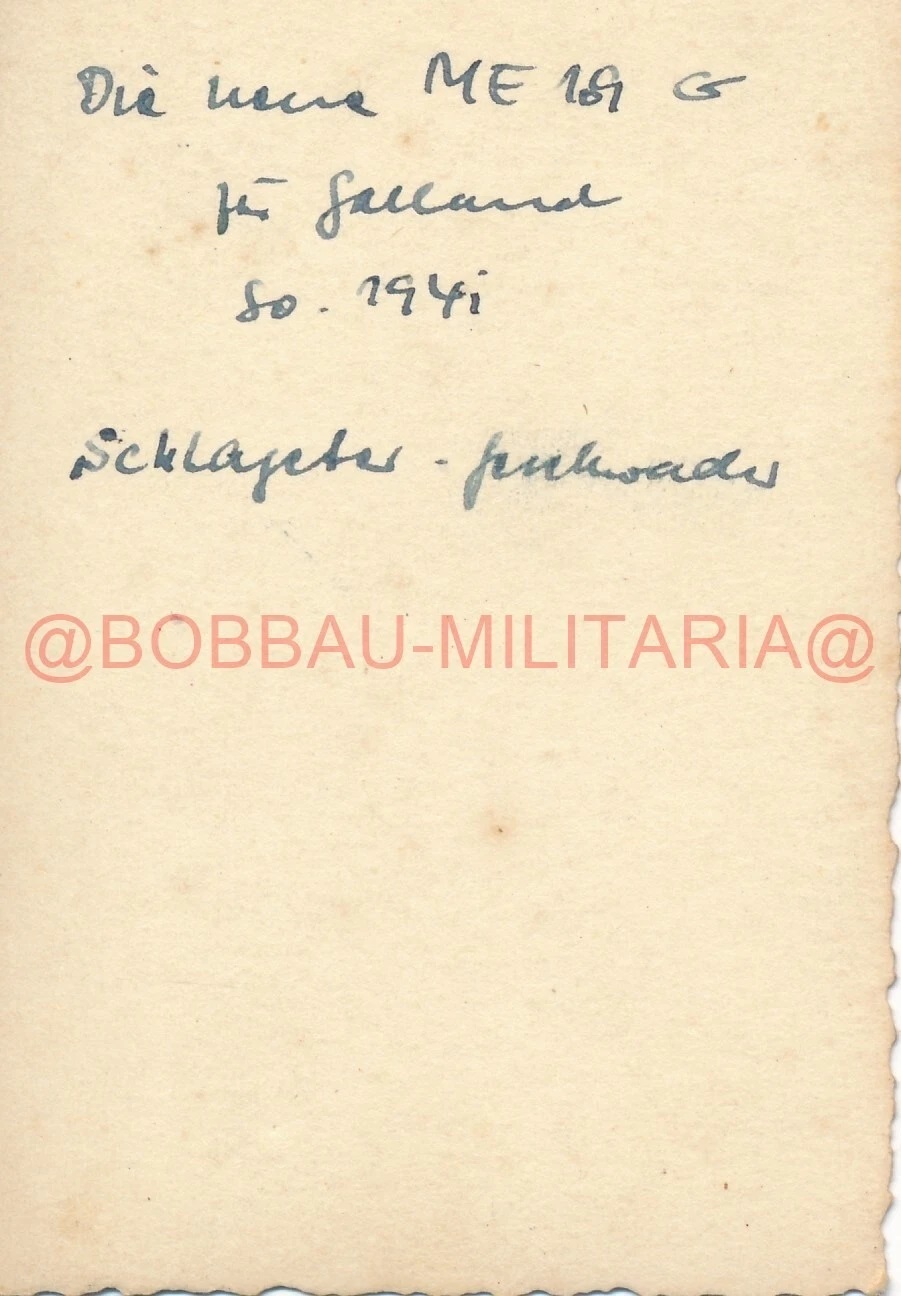 Die neue ME 109 G
für Galland
So. 1941
Schlageter - Geschwader
@BOBBAU-MILITARIA@